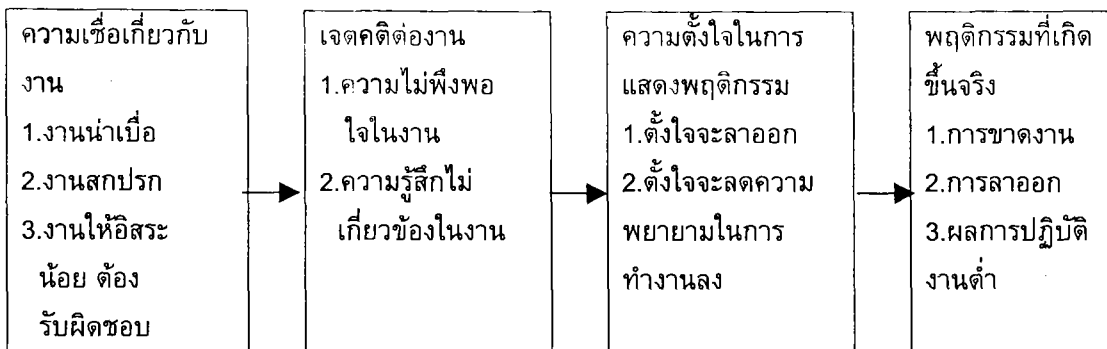 ความเชื่อเกี่ยวกับ
งาน
1.งานน่าเบื่อ
2.งานสกปรก
3.งานให้อิสระ
น้อย ต้อง
รับผิดชอบ
เจตคติต่องาน
1.ความไม่พึงพอ
ใจในงาน
2.ความรู้สึกไม่
เกี่ยวข้องในงาน
ความตั้งใจในการ
แสดงพฤติกรรม
1.ตั้งใจจะลาออก
2.ตั้งใจจะลดความ
พยายามในการ
ทำงานลง
พฤติกรรมที่เกิด
ขึ้นจริง
1.การขาดงาน
2.การลาออก
3.ผลการปฏิบัติ
งานต่ำ